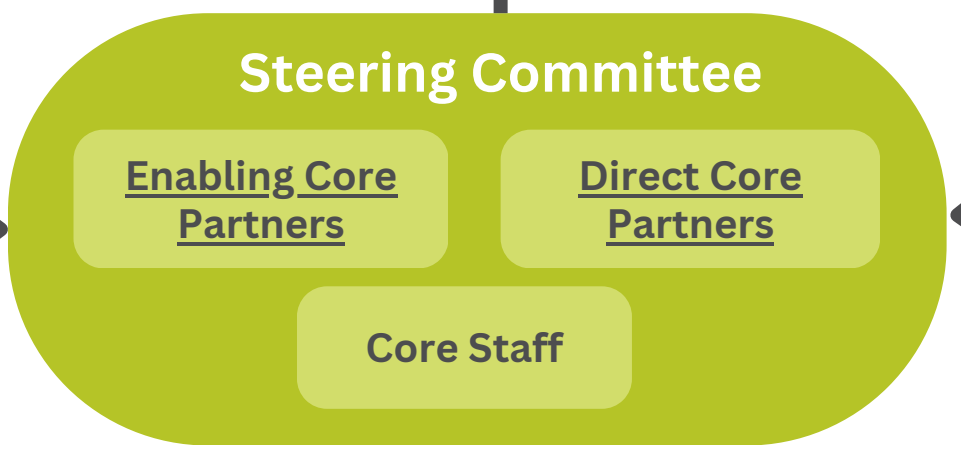 Steering Committee
Enabling Core
Partners
Direct Core
Partners
Core Staff